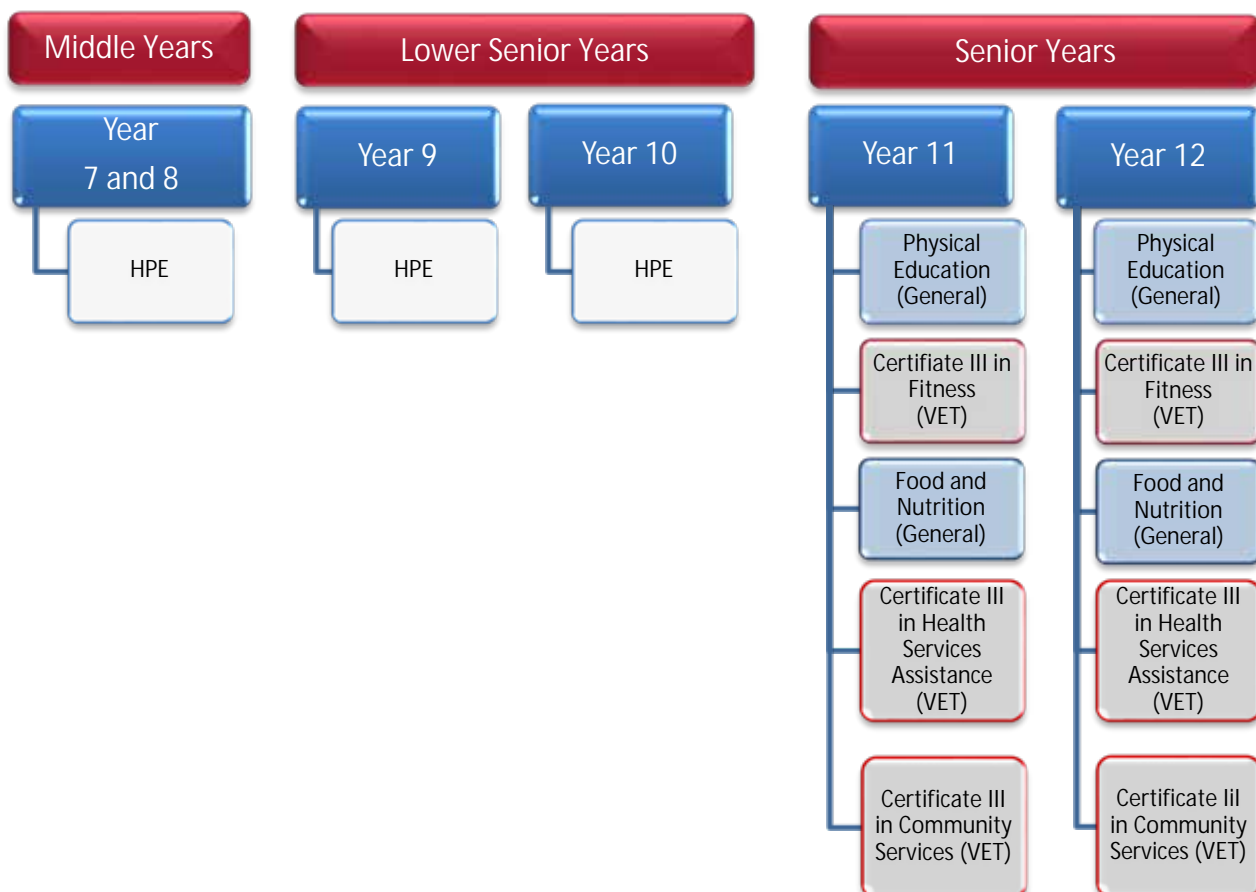 Middle Years
Lower Senior Years
Senior Years
Year
7 and 8
Year 9
Year 10
Year 11
Year 12
HPE
HPE
HPE
Physical
Education
(General)
Certifiate III in
Fitness
(VET)
Food and
Nutrition
(General)
Certificate III
in Health
Services
Assistance
(VET)
Certificate III
in Community
Services (VET)
Physical
Education
(General)
Certificate III in
Fitness
(VET)
Food and
Nutrition
(General)
Certificate III
in Health
Services
Assistance
(VET)
Certificate IiI
in Community
Services (VET)